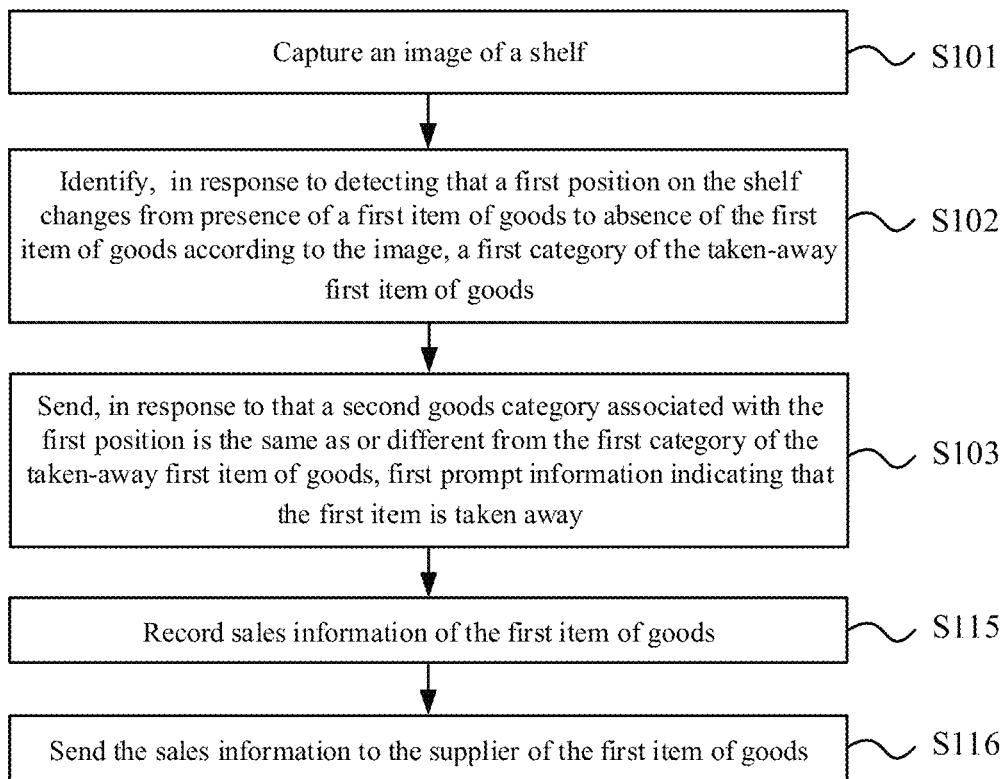 Capture an image of a shelf
S101
Identify, in response to detecting that a first position on the shelf
changes from presence of a first item of goods to absence of the first
item of goods according to the image, a first category of the taken-away
first item of goods
S102
Send, in response to that a second goods category associated with the
first position is the same as or different from the first category of the
taken-away first item of goods, first prompt information indicating that
the first item is taken away
S103
Record sales information of the first item of goods
S115
Send the sales information to the supplier of the first item of goods
S116